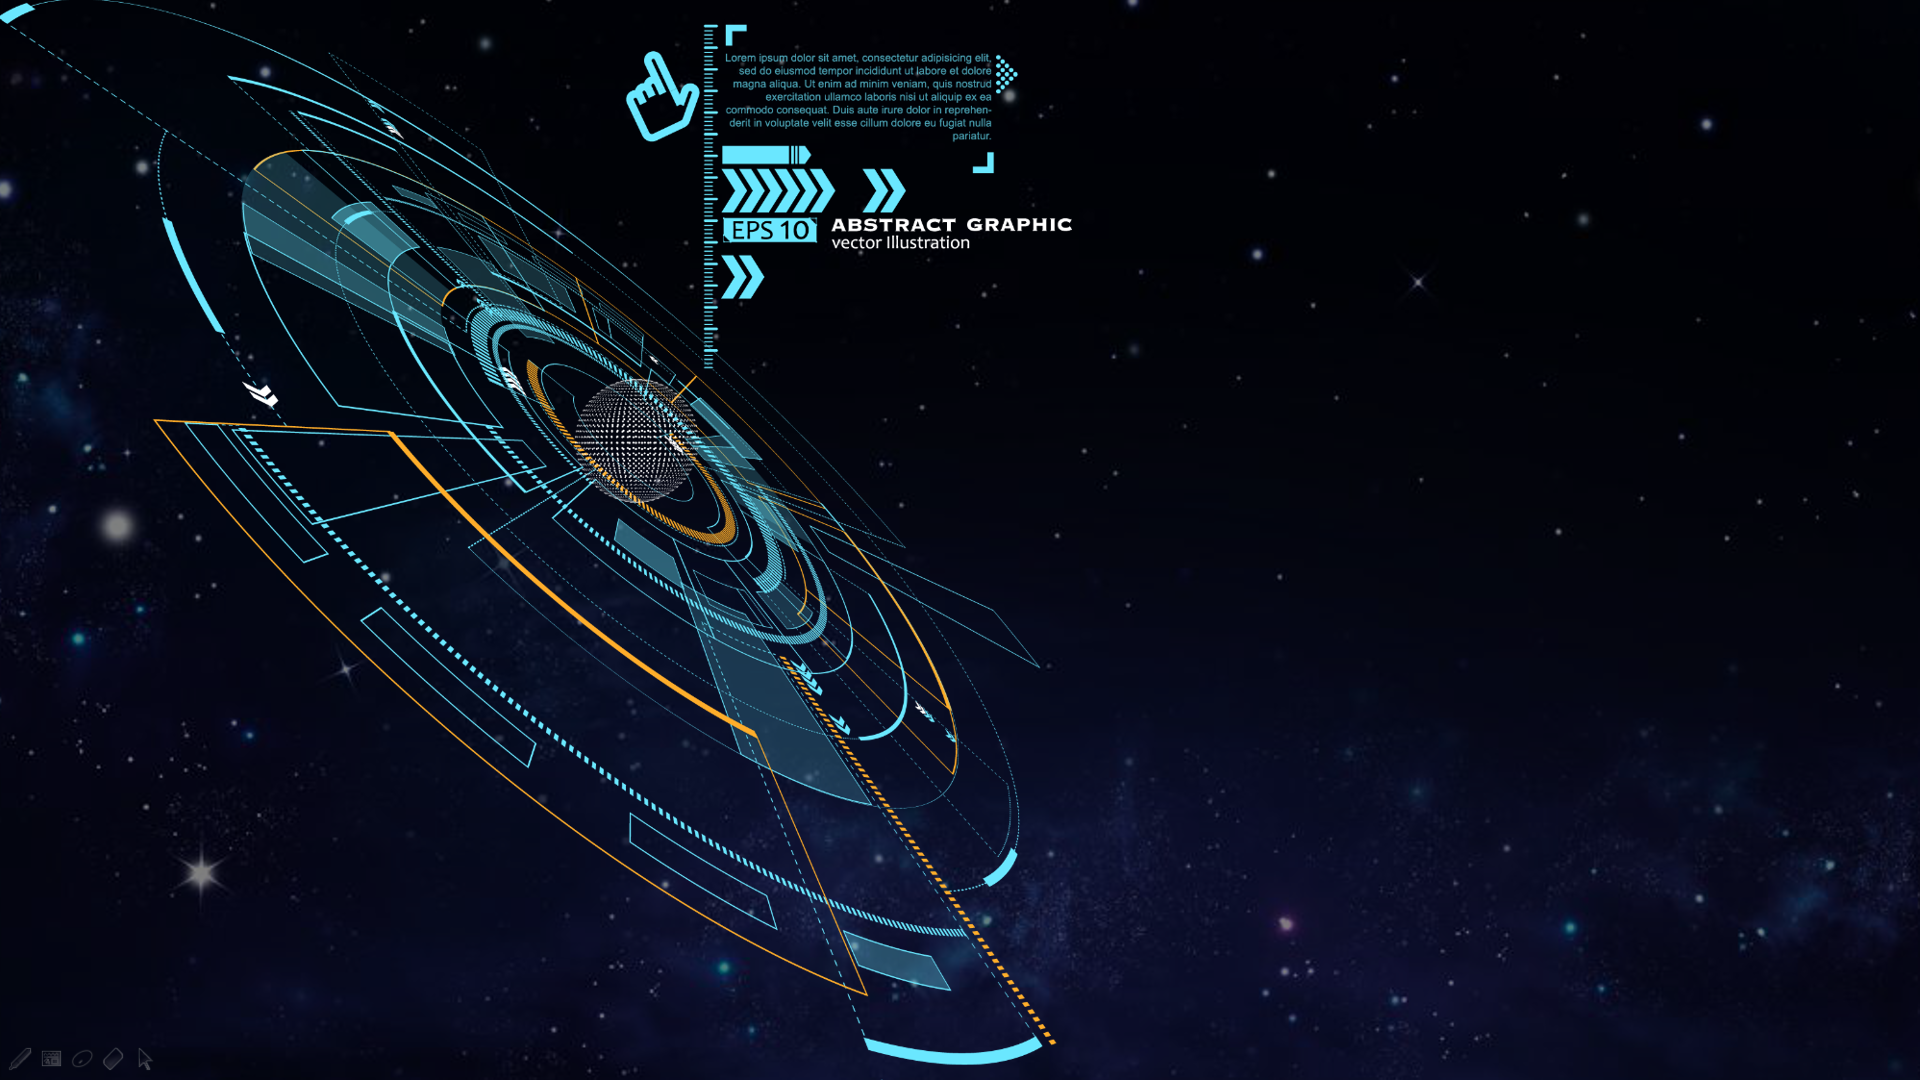 Lorem ipsum dolor sit amet, consectetur adipisicing elit,
sed do eiusmod tempor incididunt ut labore et dolore
magna aliqua. Ut enim ad minim veniam, quis nostrud
exercitation ullamco laboris nisi ut aliquip ex ea
commodo consequat. Duis aute irure dolor in reprehen-
derit in voluptate velit esse cillum dolore eu fugiat nulla
pariatur.
EPS 10
ABSTRACT GRAPHIC
vector Illustration